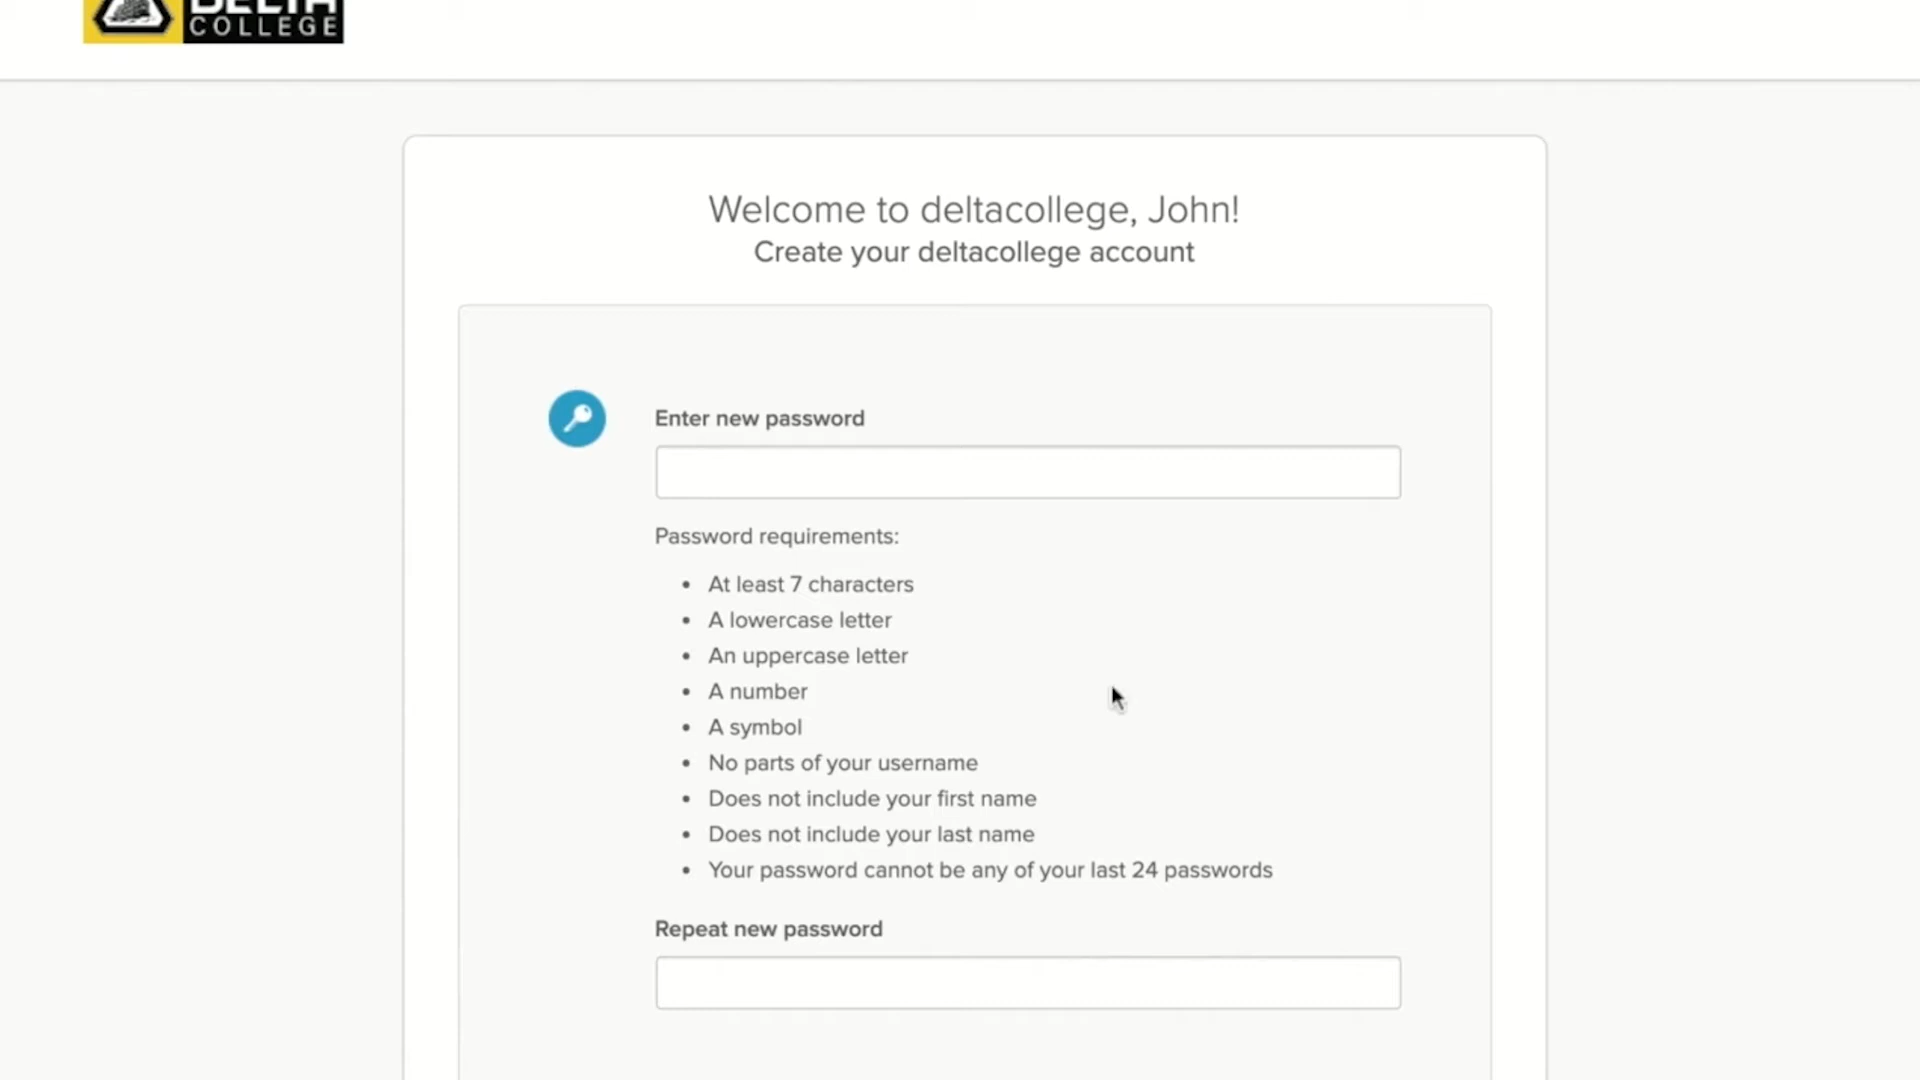 DELTA
COLLEGE
Welcome to deltacollege, John!
Create your deltacollege account
Enter new password
Password requirements:
• At least 7 characters
• A lowercase letter
• An uppercase letter
• A number
• A symbol
• No parts of your username
• Does not include your first name
• Does not include your last name
• Your password cannot be any of your last 24 passwords
Repeat new password